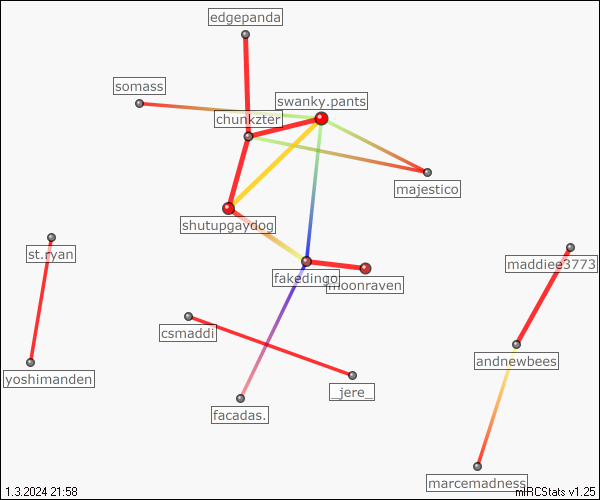 edgepanda
somass
swanky.pants
chunkzter
majestico
shutupgaydog
st.ryan
maddiee3773
fakedingo
moonraven
csmaddi
andnewbees
yoshimanden
_jere_
facadas.
marcemadness
1.3.2024 21:58
mIRCStats v1.25